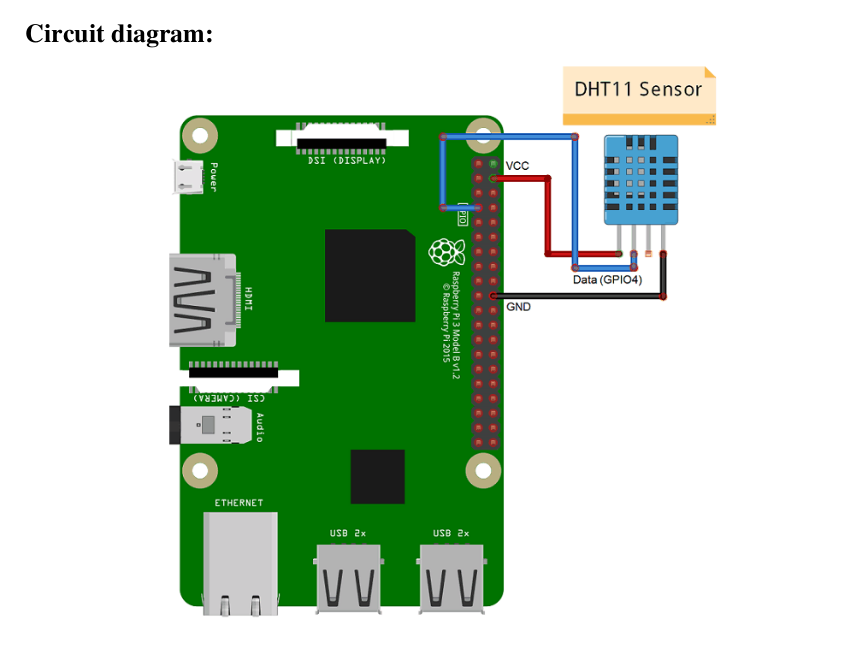 Circuit diagram:
DHT11 Sensor
DSI (DISPLAY)
Power
VCC
GPIO
Data (GPIO4)
GND
HDMI
Raspberry Pi 3 Model B v1.2
© Raspberry Pi 2015
CSI (CAMERA)
Audio
ETHERNET
USB 2x
USB 2x